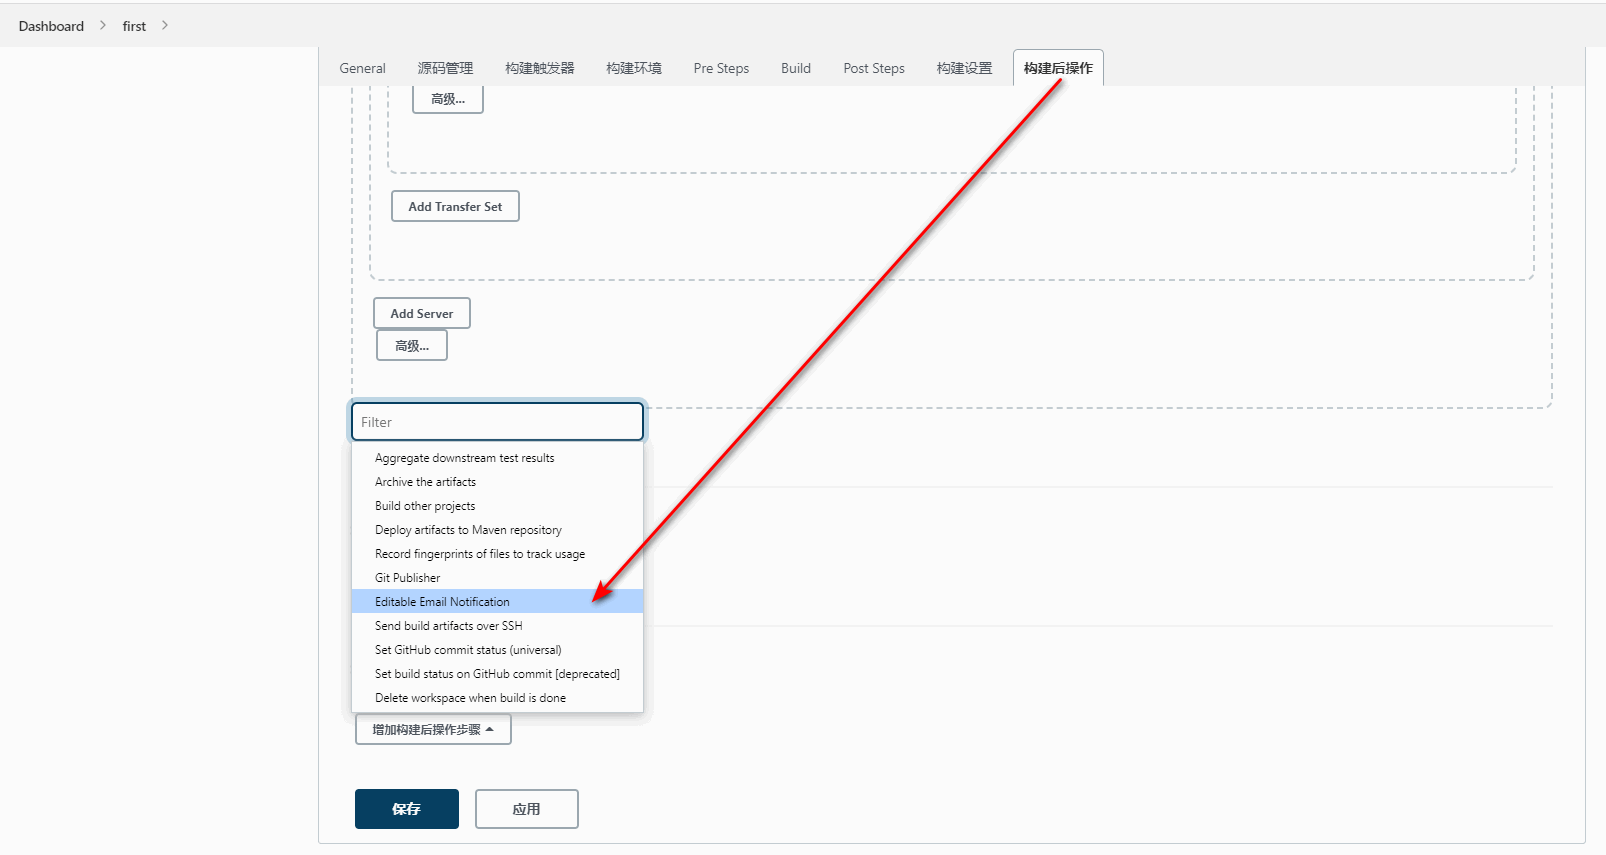 Dashboard > first >
General 源码管理 构建触发器 构建环境 Pre Steps Build Post Steps 构建设置 构建后操作
高级...
Add Transfer Set
Add Server
高级...
Filter
Aggregate downstream test results
Archive the artifacts
Build other projects
Deploy artifacts to Maven repository
Record fingerprints of files to track usage
Git Publisher
Editable Email Notification
Send build artifacts over SSH
Set GitHub commit status (universal)
Set build status on GitHub commit [deprecated]
Delete workspace when build is done
增加构建后操作步骤
保存 应用